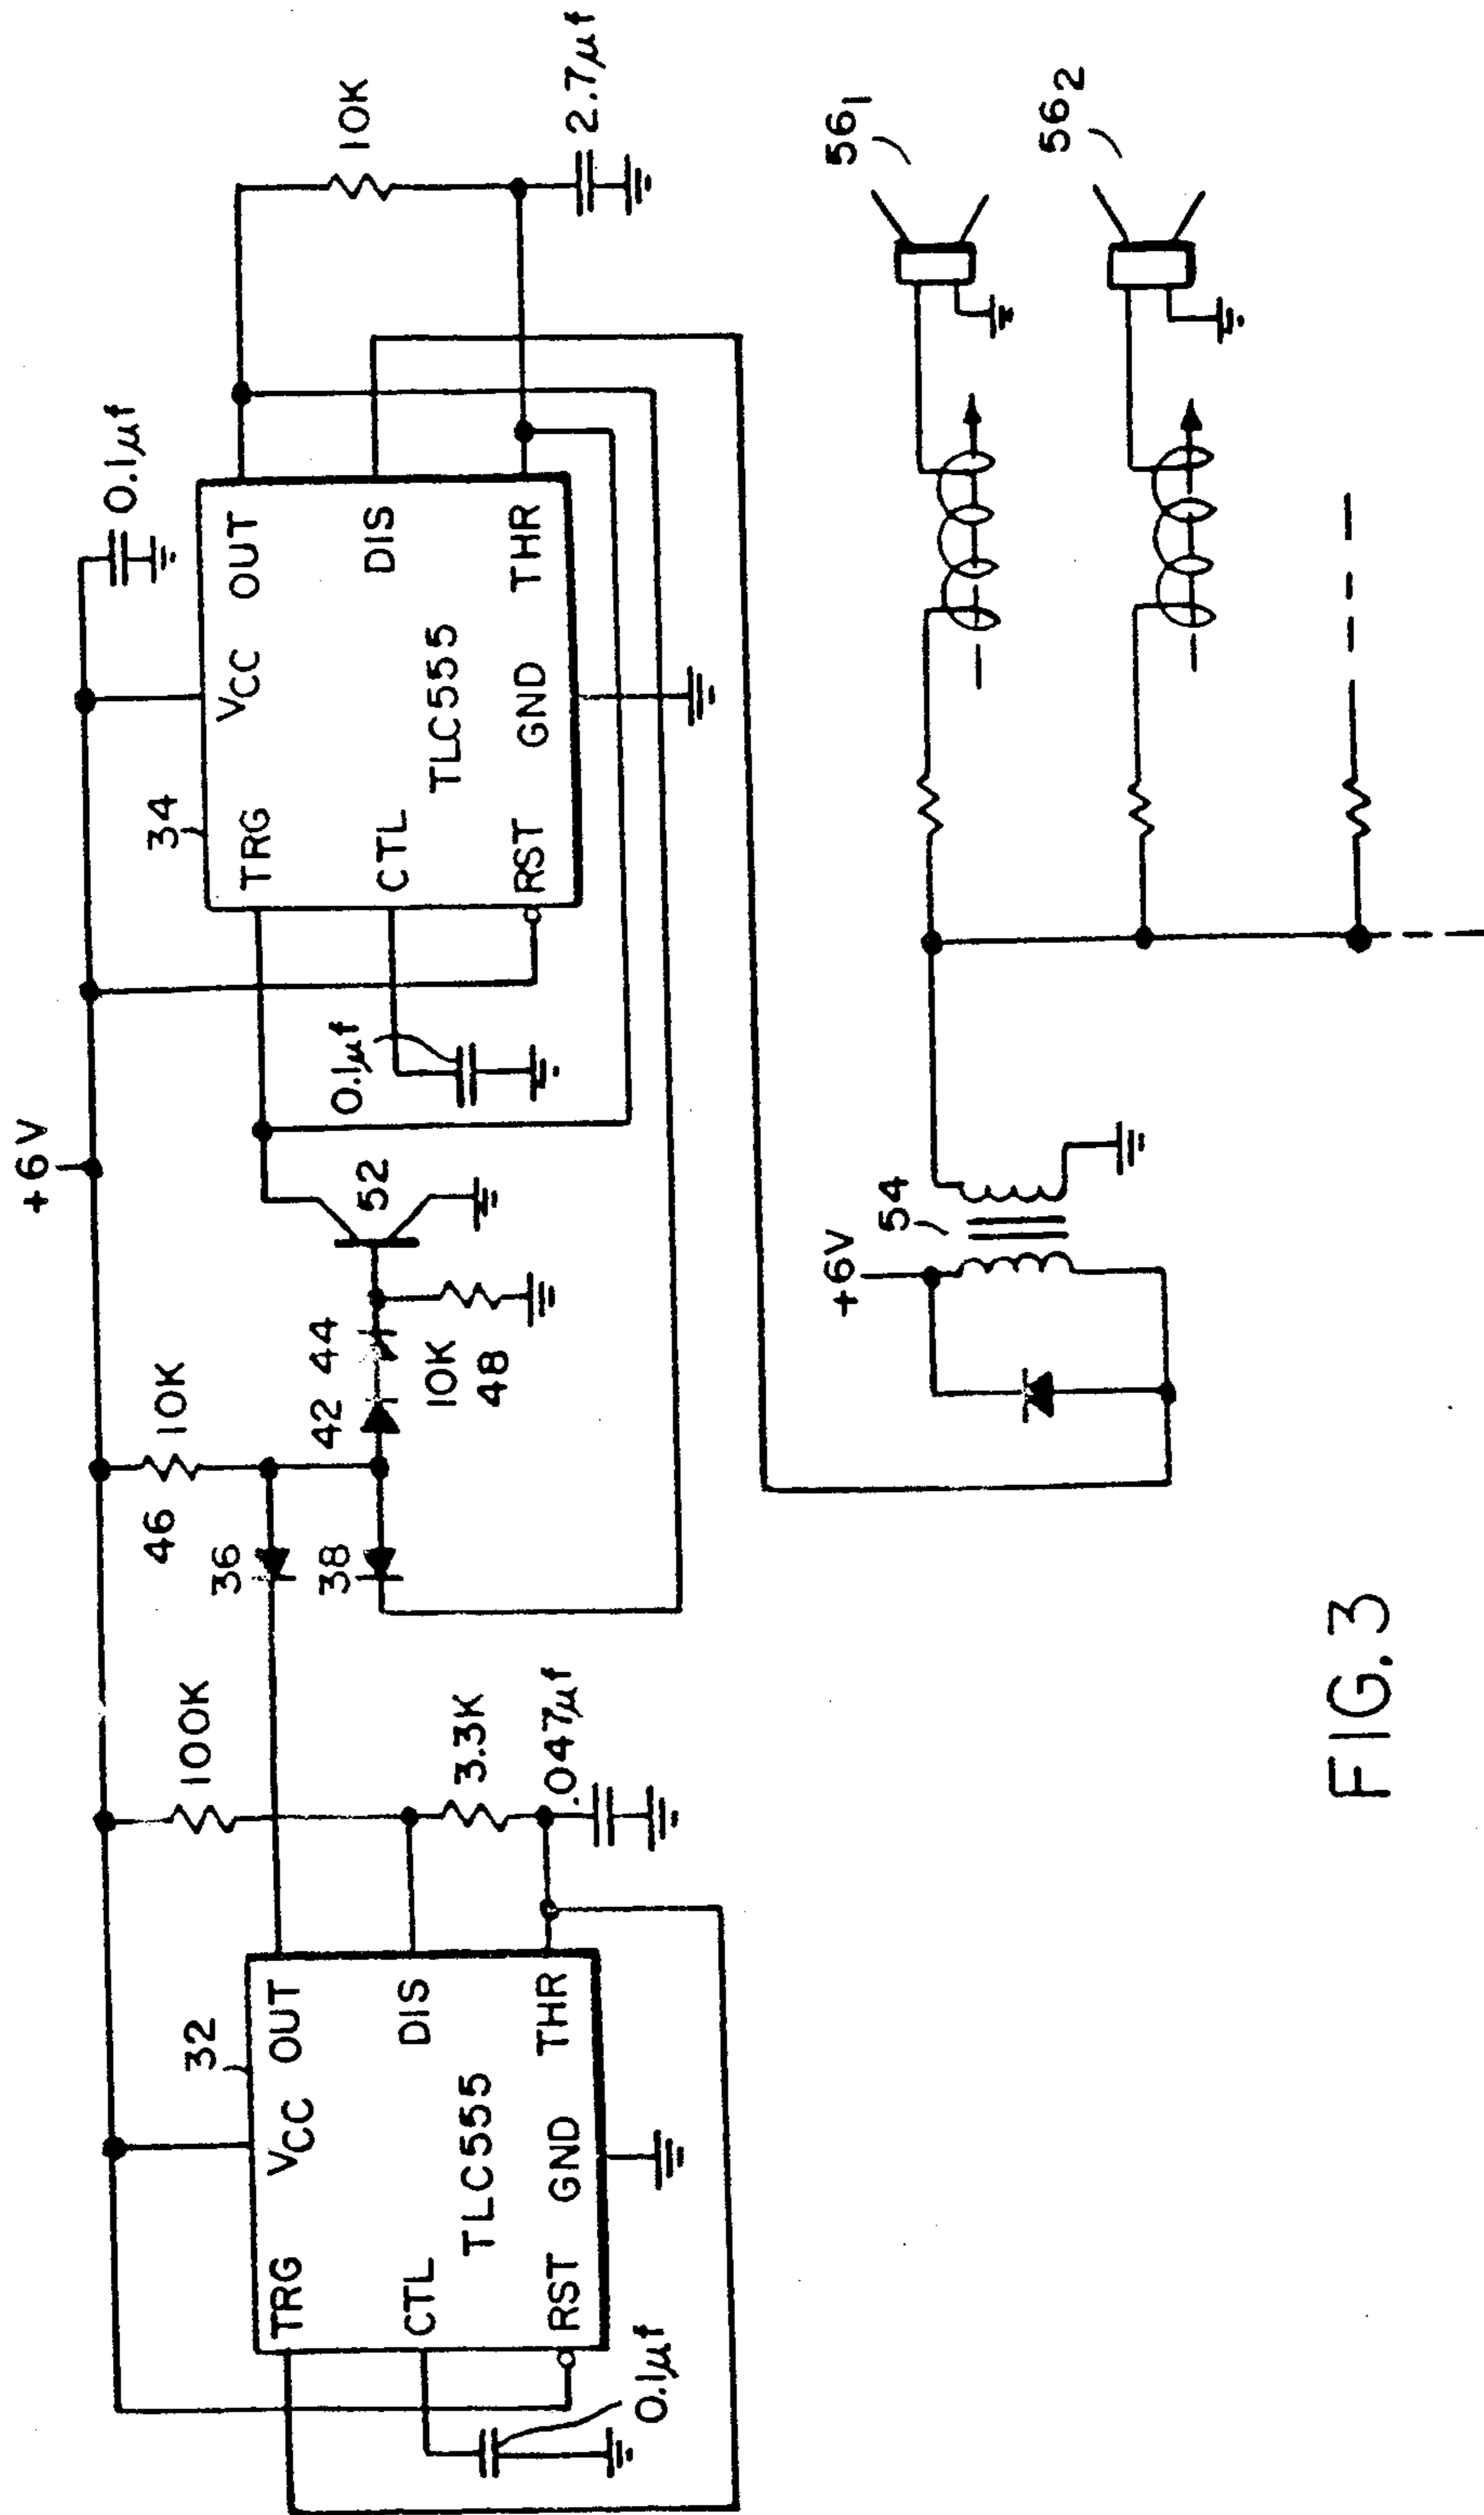 +6V
32
TRG
VCC
OUT
CTL
DIS
TLC555
RST
GND
THR
0.1µf
100K
3.3K
.047µf
46
10K
36
38
42
44
10K
48
52
0.1µf
34
TRG
VCC
OUT
CTL
DIS
TLC555
RST
GND
THR
0.1µf
10K
2.7µf
+6V
54
561
562
FIG. 3